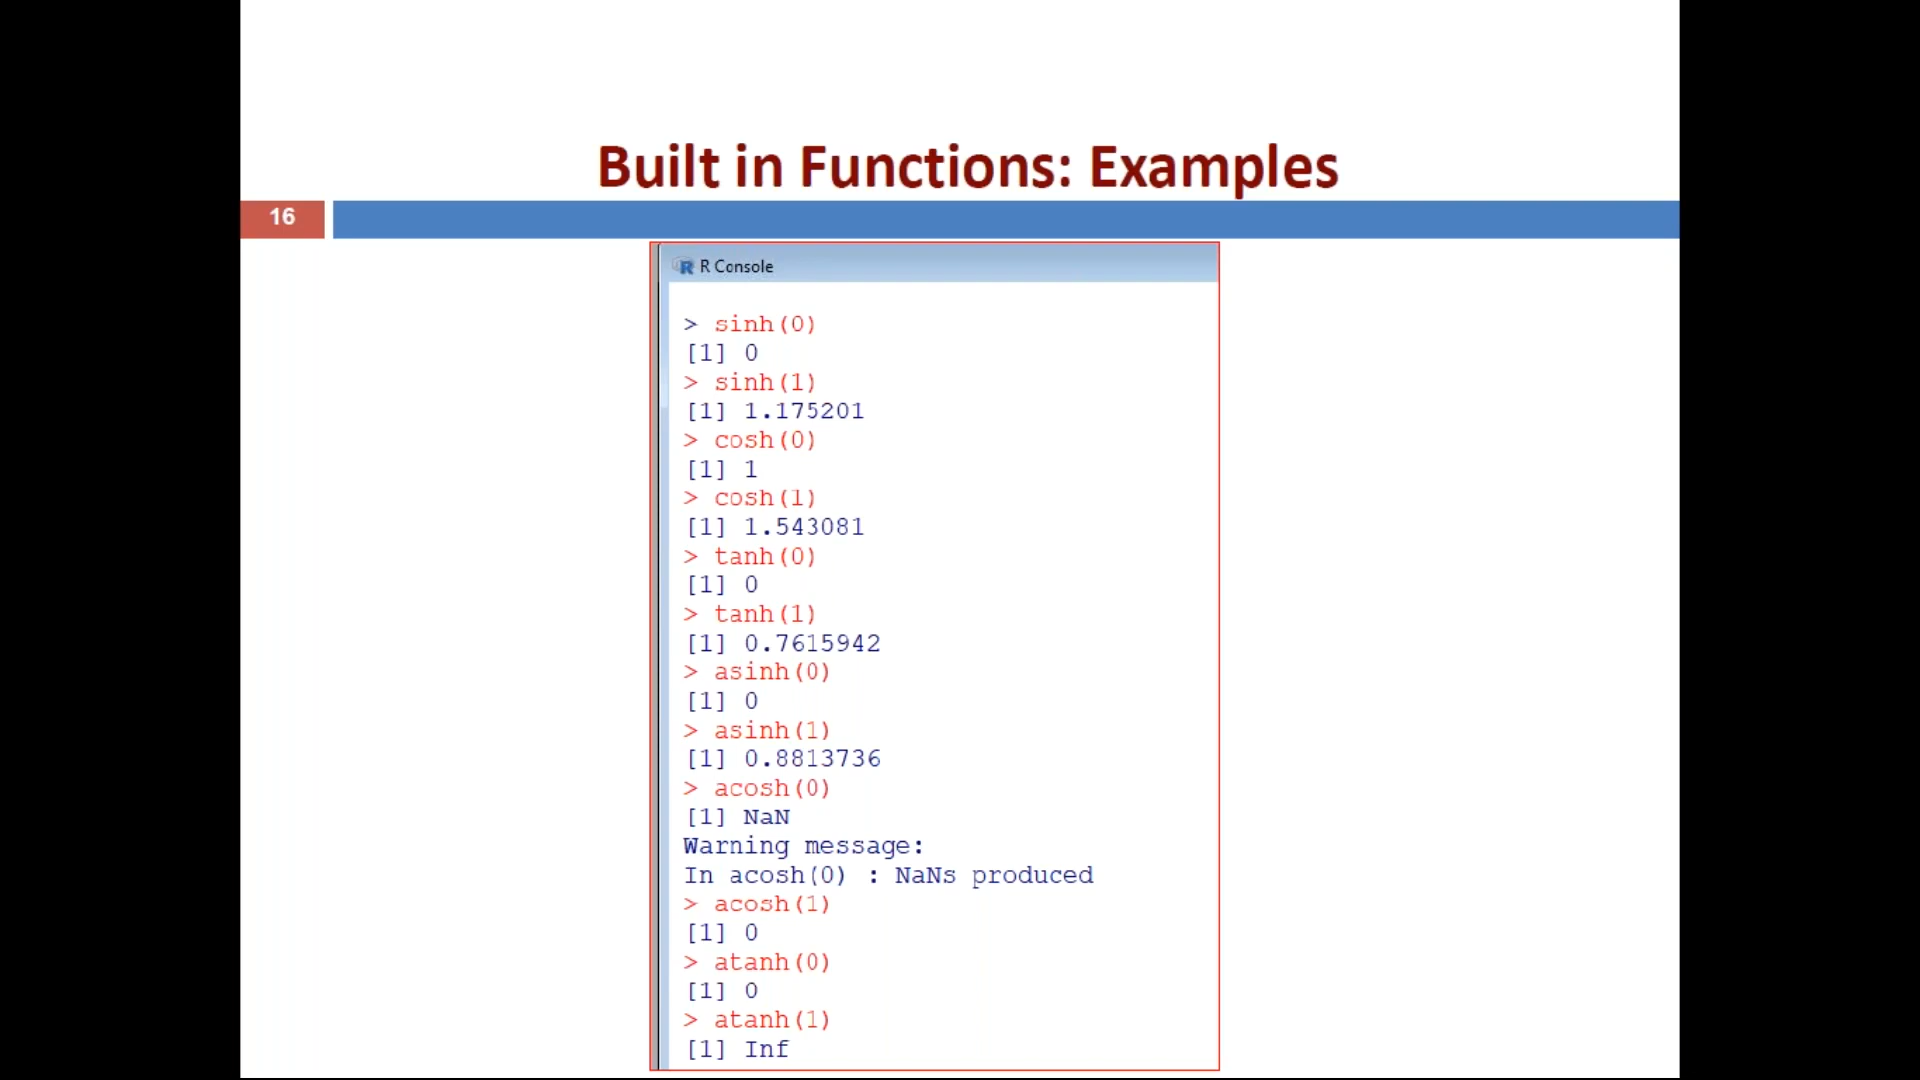 Built in Functions: Examples
16
R Console
> sinh(0)
[1] 0
> sinh(1)
[1] 1.175201
> cosh(0)
[1] 1
> cosh(1)
[1] 1.543081
> tanh(0)
[1] 0
> tanh(1)
[1] 0.7615942
> asinh(0)
[1] 0
> asinh(1)
[1] 0.8813736
> acosh(0)
[1] NaN
Warning message:
In acosh(0) : NaNs produced
> acosh(1)
[1] 0
> atanh(0)
[1] 0
> atanh(1)
[1] Inf